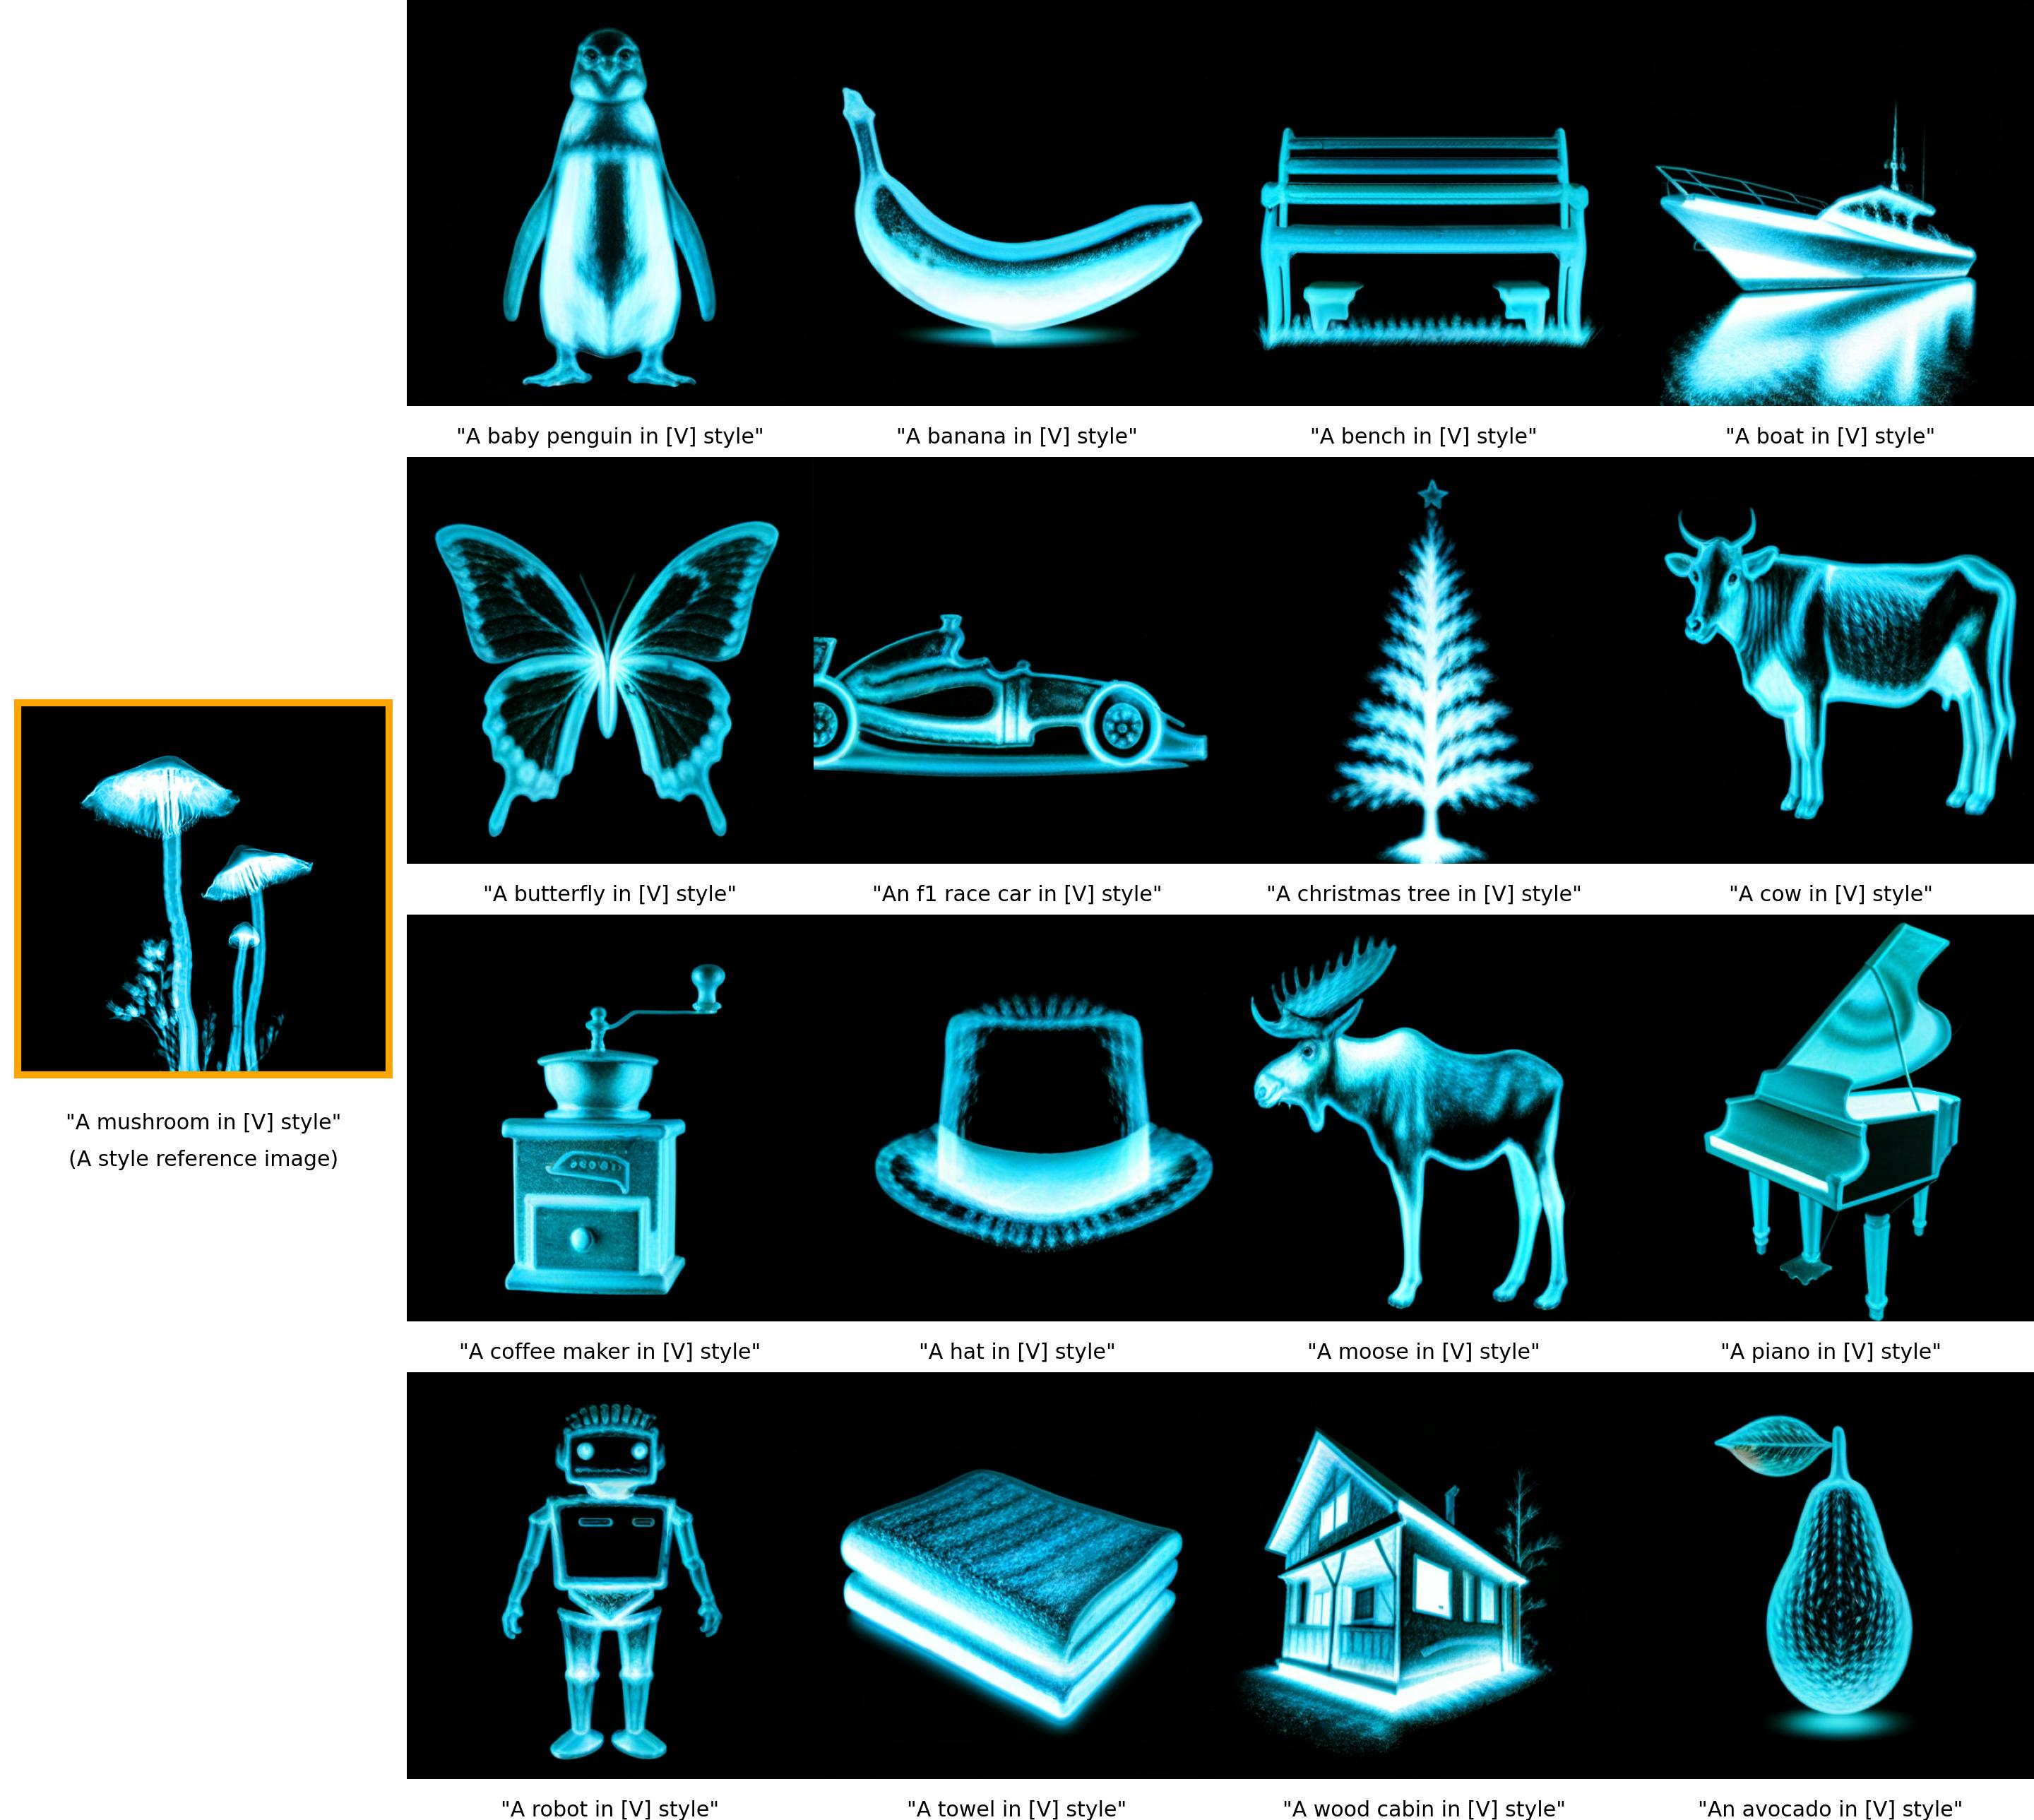 "A baby penguin in [V] style"
"A banana in [V] style"
"A bench in [V] style"
"A boat in [V] style"
"A butterfly in [V] style"
"An f1 race car in [V] style"
"A christmas tree in [V] style"
"A cow in [V] style"
"A mushroom in [V] style"
(A style reference image)
"A coffee maker in [V] style"
"A hat in [V] style"
"A moose in [V] style"
"A piano in [V] style"
"A robot in [V] style"
"A towel in [V] style"
"A wood cabin in [V] style"
"An avocado in [V] style"